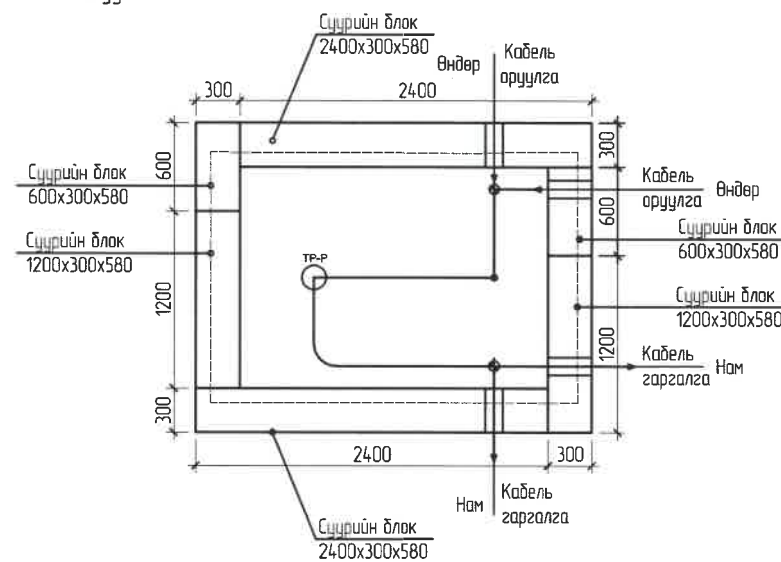 Суурийн блок
2400x300x580
Өндөр
Кабель
оруулга
300
2400
600
300
Суурийн блок
600x300x580
Кабель
оруулга
Өндөр
600
Суурийн блок
600x300x580
Суурийн блок
1200x300x580
TP-P
Суурийн блок
1200x300x580
1200
1200
Кабель
гаргалга
Нам
300
2400
300
Нам
Кабель
гаргалга
Суурийн блок
2400x300x580